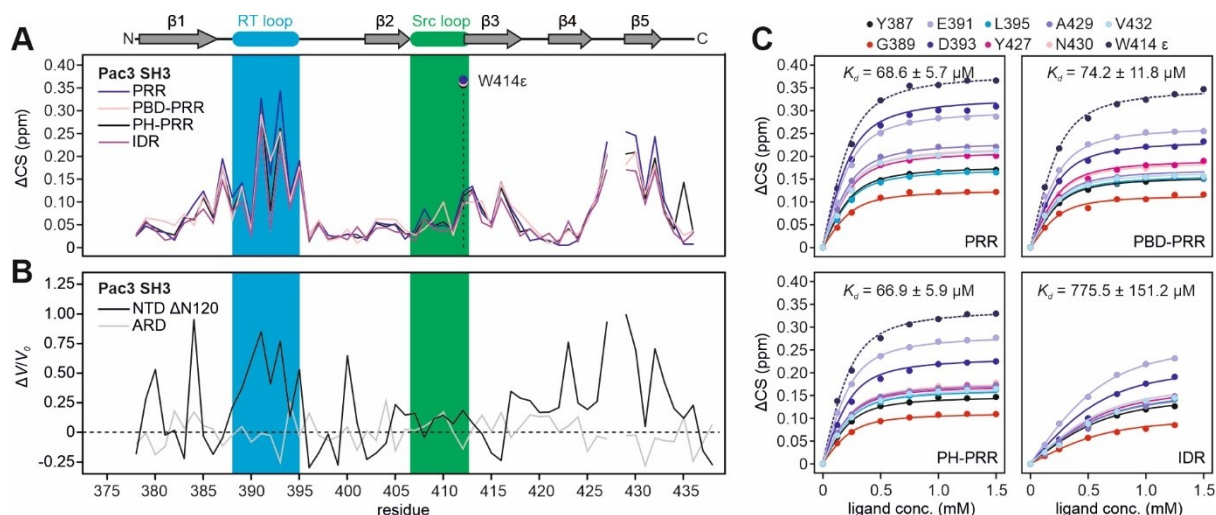 β1 RT loop β2 Src loop β3 β4 β5
A N C
Pac3 SH3
PRR
PBD-PRR
PH-PRR
IDR
W414ε
ΔCS (ppm)
0.40
0.35
0.30
0.25
0.20
0.15
0.10
0.05
0
B
Pac3 SH3
NTD ΔN120
ARD
ΔV/V₀
1.25
1.00
0.75
0.50
0.25
0
-0.25
375 380 385 390 395 400 405 410 415 420 425 430 435
residue
C
Y387 E391 L395 A429 V432
G389 D393 Y427 N430 W414 ε
Kd = 68.6 ± 5.7 μM
PRR
Kd = 74.2 ± 11.8 μM
PBD-PRR
ΔCS (ppm)
0.40
0.35
0.30
0.25
0.20
0.15
0.10
0.05
0
Kd = 66.9 ± 5.9 μM
PH-PRR
Kd = 775.5 ± 151.2 μM
IDR
ΔCS (ppm)
0.40
0.35
0.30
0.25
0.20
0.15
0.10
0.05
0
0 0.5 1.0 1.5 0 0.5 1.0 1.5
ligand conc. (mM) ligand conc. (mM)